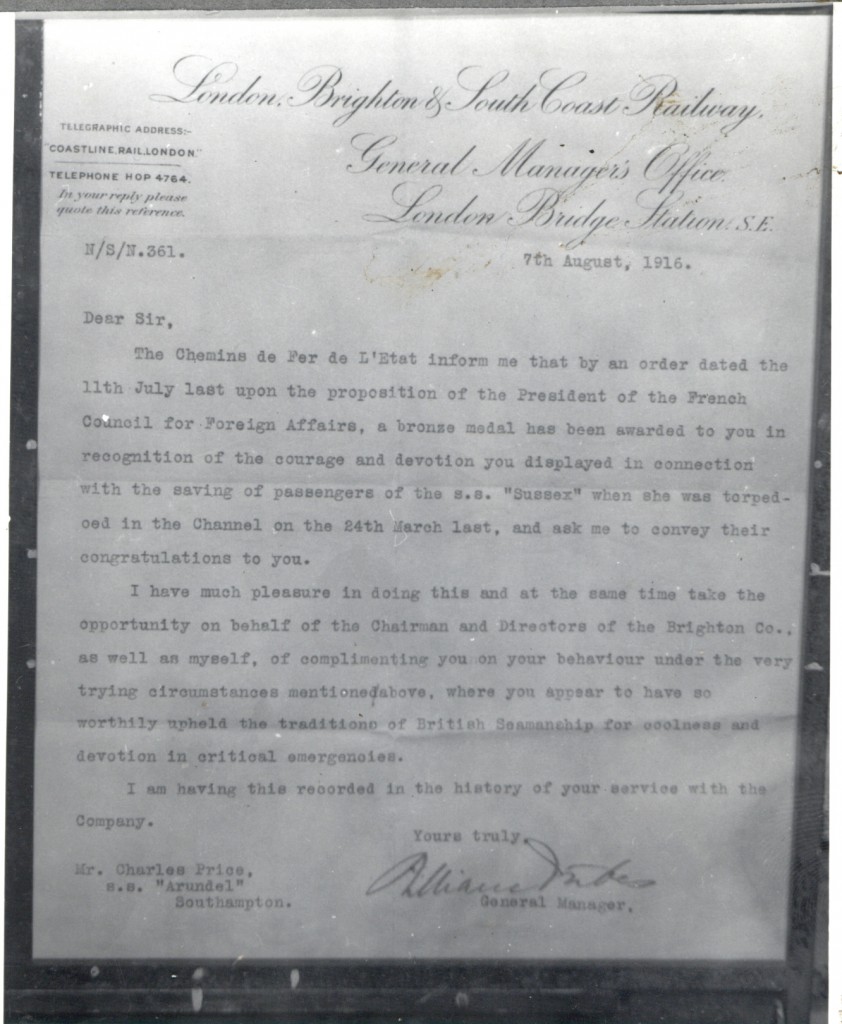 London, Brighton & South Coast Railway.
TELEGRAPHIC ADDRESS:-
"COASTLINE, RAIL, LONDON."
TELEPHONE HOP 4764.
In your reply please
quote this reference.
General Manager's Office.
London Bridge Station. S.E.
N/S/N.361.
7th August, 1916.
Dear Sir,
The Chemins de Fer de L'Etat inform me that by an order dated the
11th July last upon the proposition of the President of the French
Council for Foreign Affairs, a bronze medal has been awarded to you in
recognition of the courage and devotion you displayed in connection
with the saving of passengers of the s.s. "Sussex" when she was torped-
oed in the Channel on the 24th March last, and ask me to convey their
congratulations to you.
I have much pleasure in doing this and at the same time take the
opportunity on behalf of the Chairman and Directors of the Brighton Co.,
as well as myself, of complimenting you on your behaviour under the very
trying circumstances mentioned/above, where you appear to have so
worthily upheld the traditions of British Seamanship for coolness and
devotion in critical emergencies.
I am having this recorded in the history of your service with the
Company.
Yours truly,
William Forbes
General Manager.
Mr. Charles Price,
s.s. "Arundel"
Southampton.